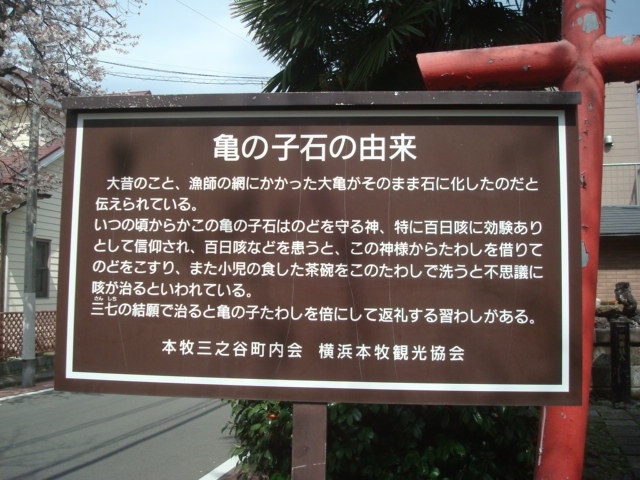 亀の子石の由来
大昔のこと、漁師の網にかかった大亀がそのまま石に化したのだと
伝えられている。
いつの頃からかこの亀の子石はのどを守る神、特に百日咳に効験あり
として信仰され、百日咳などを患うと、この神様からたわしを借りて
のどをこすり、また小児の食した茶碗をこのたわしで洗うと不思議に
咳が治るといわれている。
さん しち
三七の結願で治ると亀の子たわしを倍にして返礼する習わしがある。
本牧三之谷町内会 横浜本牧観光協会